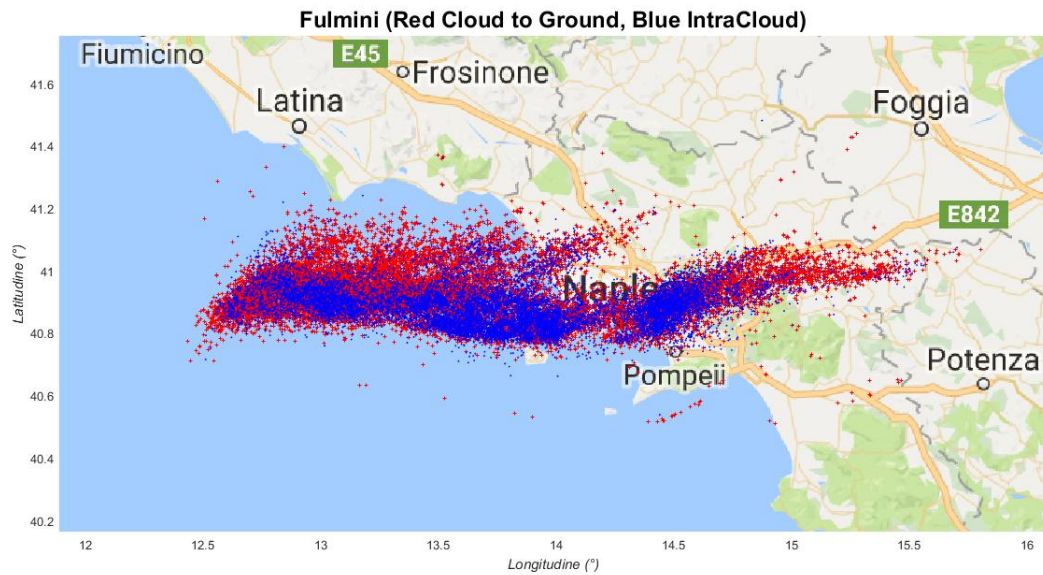 Fulmini (Red Cloud to Ground, Blue IntraCloud)
Fiumicino
E45
Frosinone
Latina
Foggia
E842
Naple
Pompeii
Potenza
Latitudine (°)
41.6
41.4
41.2
41
40.8
40.6
40.4
40.2
12
12.5
13
13.5
14
14.5
15
15.5
16
Longitudine (°)